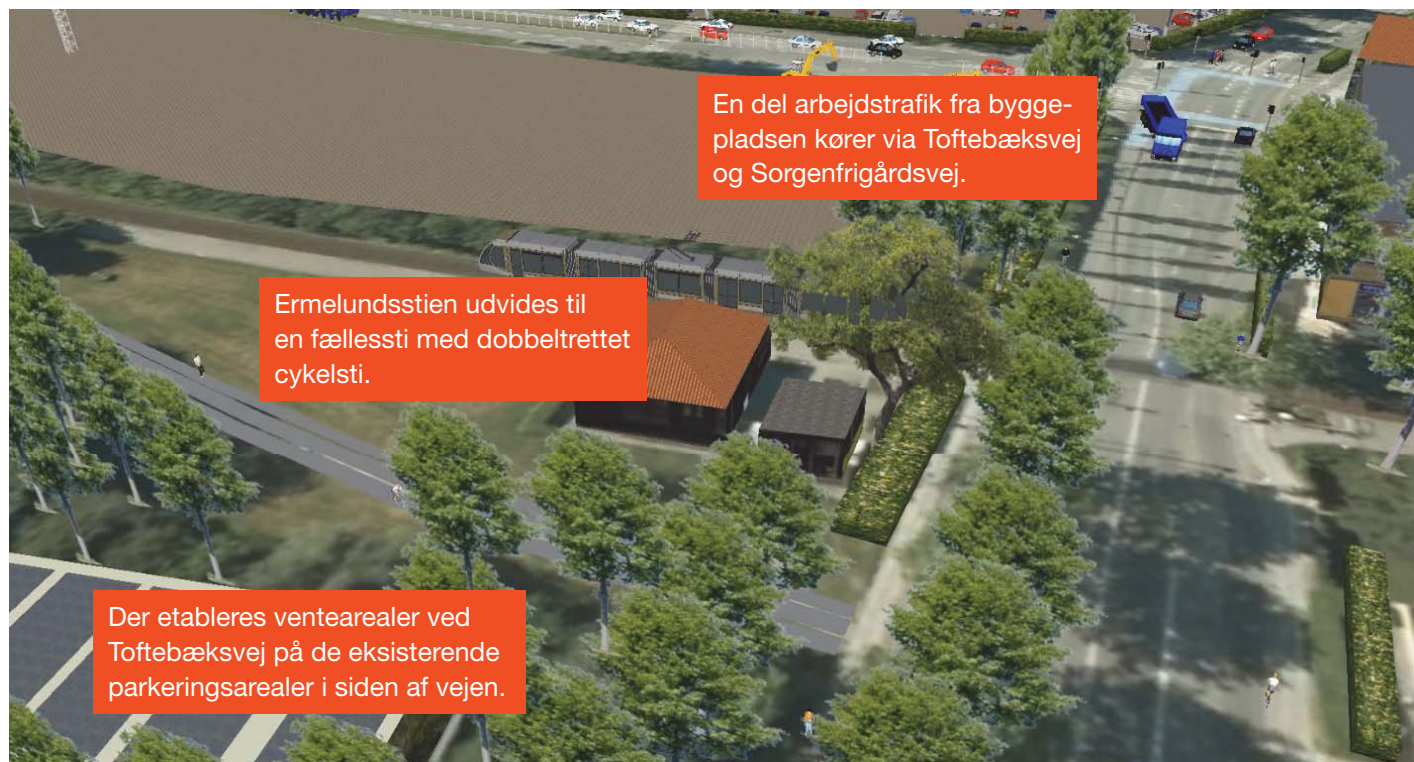 En del arbejdstrafik fra bygge-
pladsen kører via Toftebæksvej
og Sorgenfrigårdsvej.
Ermelundsstien udvides til
en fællessti med dobbeltrettet
cykelsti.
Der etableres ventearealer ved
Toftebæksvej på de eksisterende
parkeringsarealer i siden af vejen.